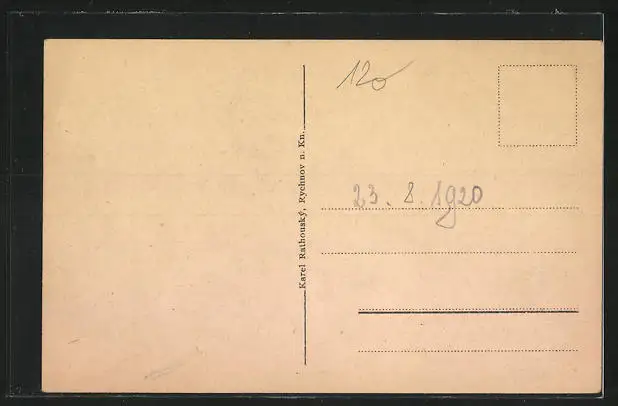 Karel Rathouský, Rychnov n. Kn.
120
23. 8. 1920